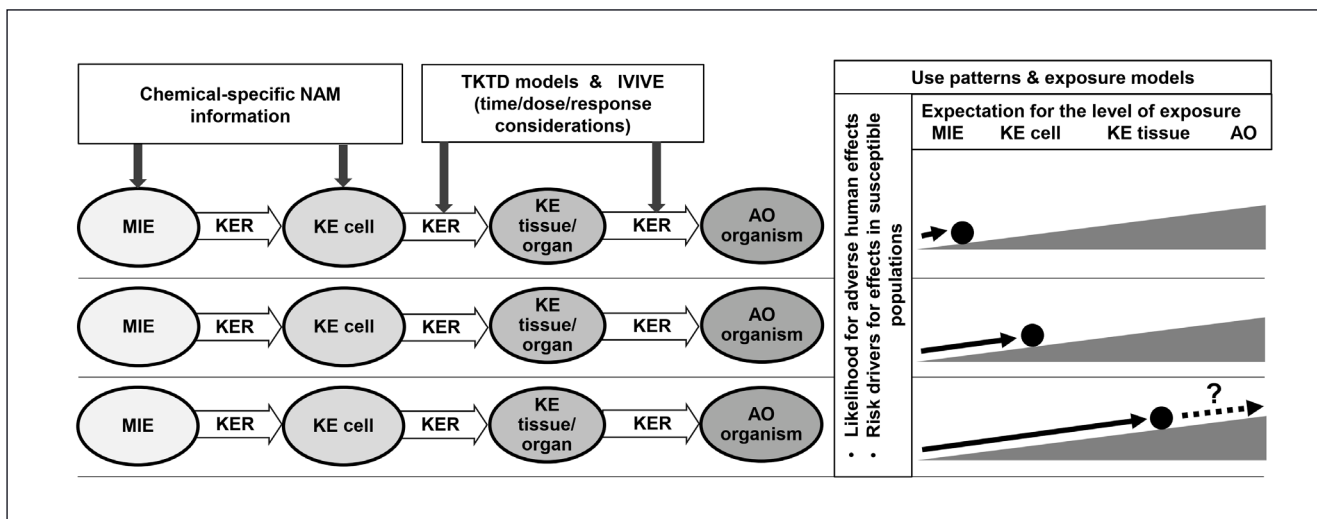 Chemical-specific NAM
information
TKTD models & IVIVE
(time/dose/response
considerations)
MIE
KER
KE cell
KER
KE
tissue/
organ
KER
AO
organism
MIE
KER
KE cell
KER
KE
tissue/
organ
KER
AO
organism
MIE
KER
KE cell
KER
KE
tissue/
organ
KER
AO
organism
• Likelihood for adverse human effects
• Risk drivers for effects in susceptible
populations
Use patterns & exposure models
Expectation for the level of exposure
MIE KE cell KE tissue AO
?